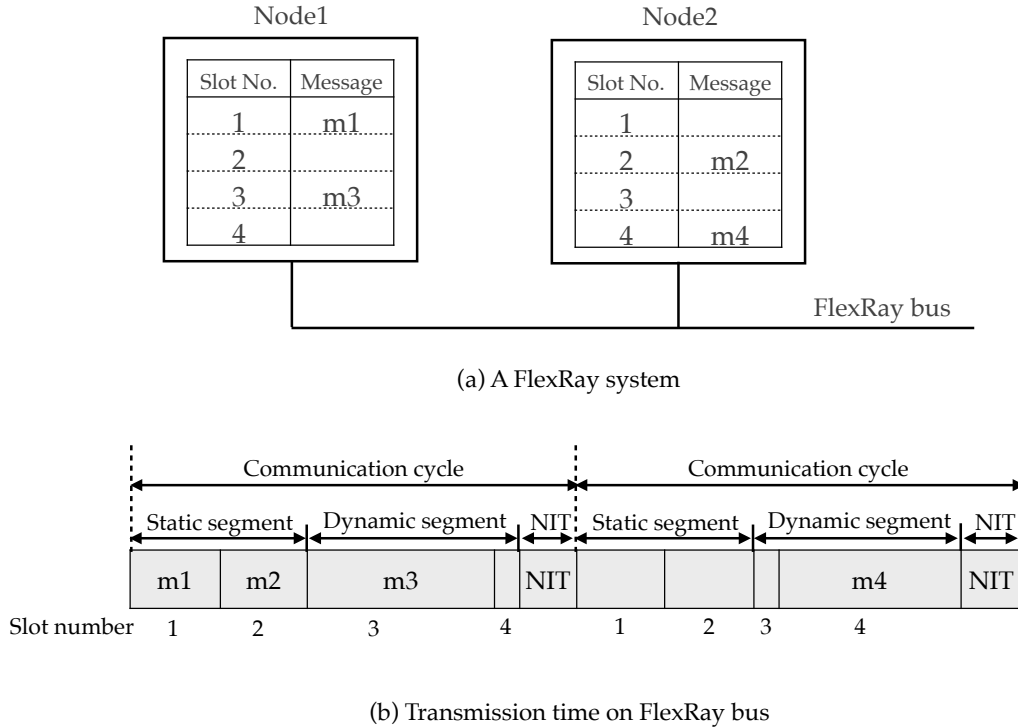 Node1 Node2
Slot No. Message Slot No. Message
1 m1 1
2 2 m2
3 m3 3
4 4 m4
FlexRay bus
(a) A FlexRay system
Communication cycle Communication cycle
Static segment Dynamic segment NIT Static segment Dynamic segment NIT
m1 m2 m3 NIT m4 NIT
Slot number 1 2 3 4 1 2 3 4
(b) Transmission time on FlexRay bus